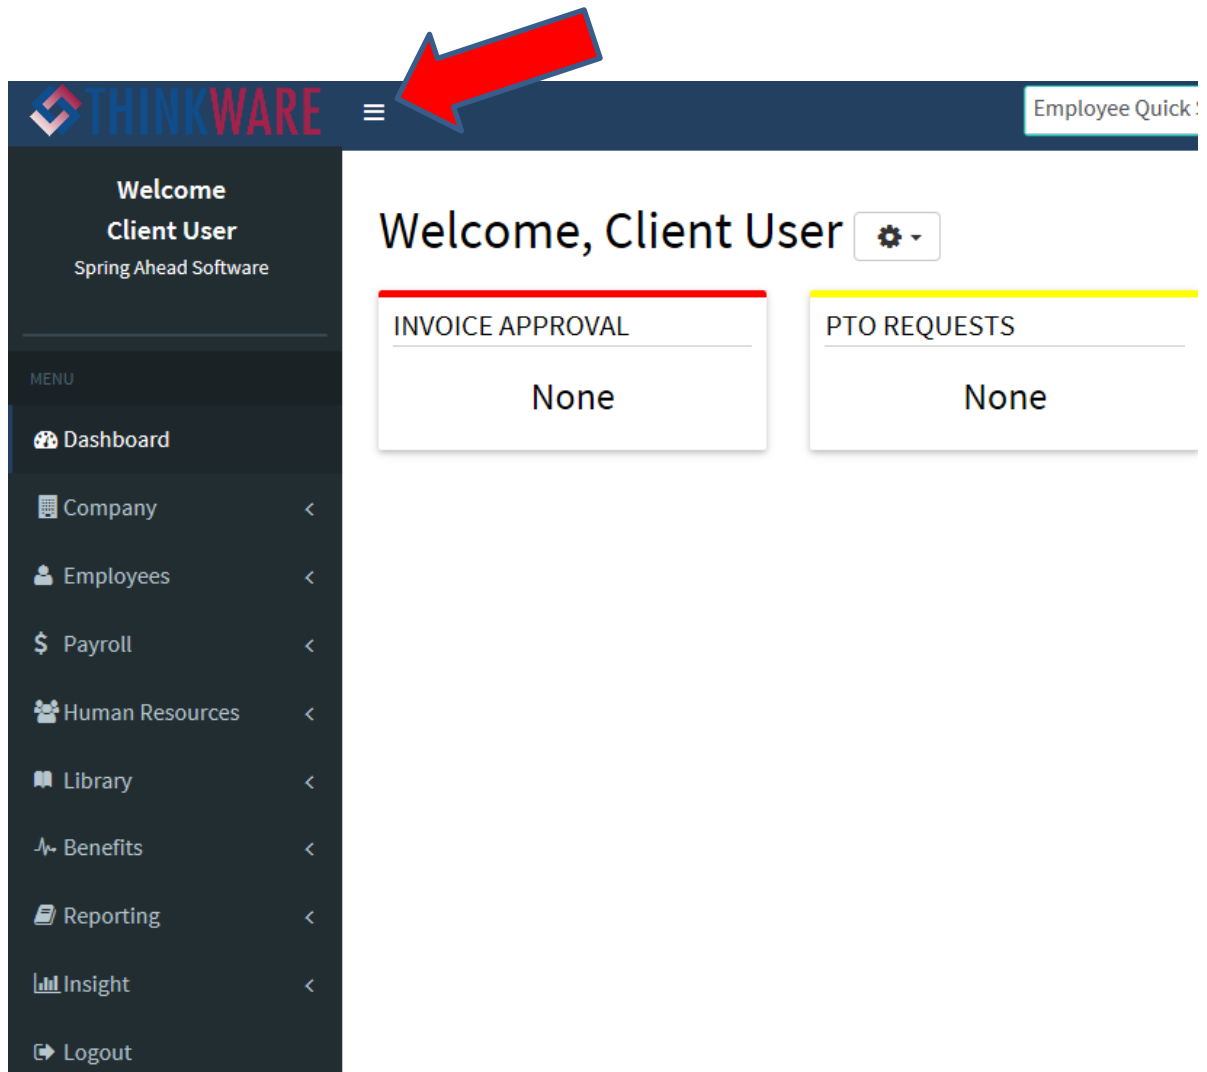 THINKWARE
Employee Quick
Welcome
Client User
Spring Ahead Software
Welcome, Client User
INVOICE APPROVAL
PTO REQUESTS
None
None
MENU
Dashboard
Company
Employees
$ Payroll
Human Resources
Library
Benefits
Reporting
Insight
Logout